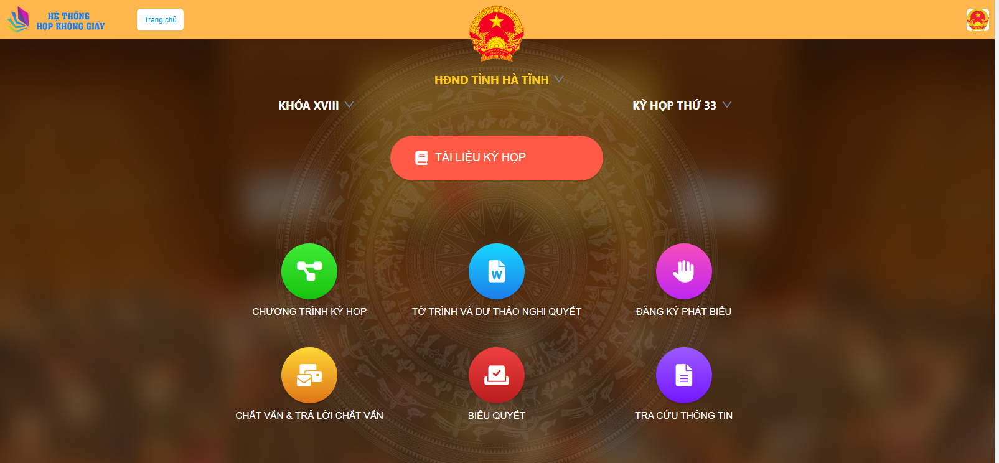 HỆ THỐNG
HỌP KHÔNG GIẤY
Trang chủ
VIỆT NAM
HĐND TỈNH HÀ TĨNH
KHÓA XVIII
KỲ HỌP THỨ 33
TÀI LIỆU KỲ HỌP
CHƯƠNG TRÌNH KỲ HỌP
TỜ TRÌNH VÀ DỰ THẢO NGHỊ QUYẾT
ĐĂNG KÝ PHÁT BIỂU
CHẤT VẤN & TRẢ LỜI CHẤT VẤN
BIỂU QUYẾT
TRA CỨU THÔNG TIN